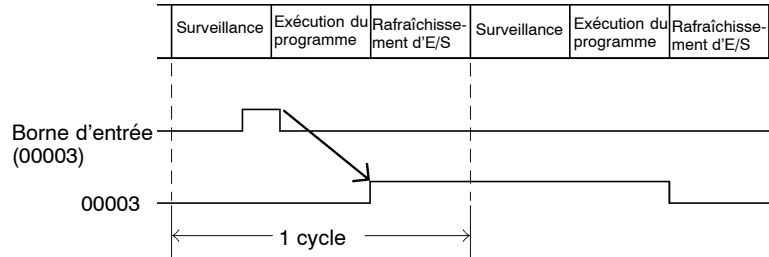 Surveillance
Exécution du
programme
Rafraîchisse-
ment d'E/S
Surveillance
Exécution du
programme
Rafraîchisse-
ment d'E/S
Borne d'entrée
(00003)
00003
1 cycle